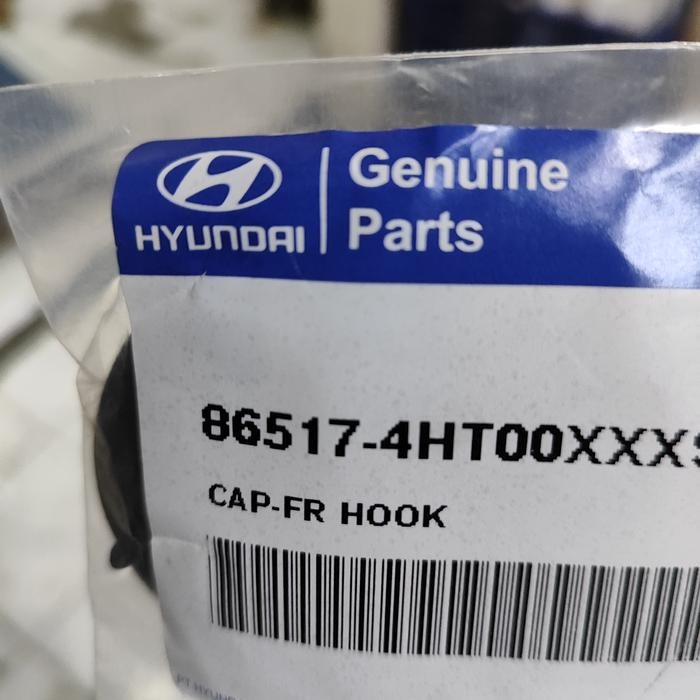 HYUNDAI
Genuine
Parts
86517-4HT00XXX
CAP-FR HOOK